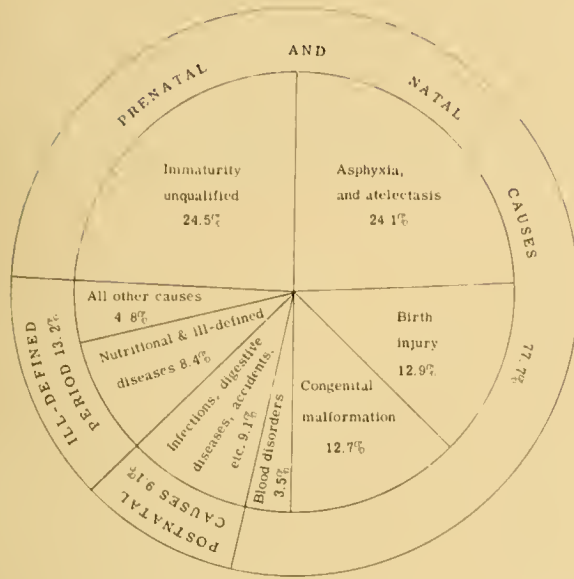 PRENATAL AND NATAL CAUSES 77.7%
Immaturity
unqualified
24.5%
Asphyxia,
and atelectasis
24 1%
Birth
injury
12.9%
Congenital
malformation
12.7%
Blood disorders
3.5%
Infections, digestive
diseases, accidents,
etc. 9.1%
Nutritional & ill-defined
diseases 8.4%
All other causes
4 8%
ILL-DEFINED
PERIOD 13.2%
POSTNATAL
CAUSES 9.1%